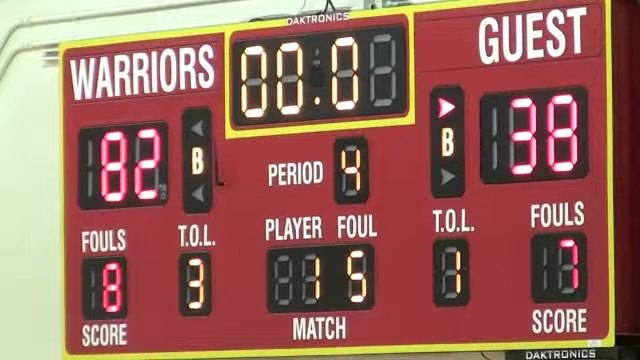 DAKTRONICS
WARRIORS 00.0 GUEST
82 B B 38
PERIOD 4
FOULS T.O.L. PLAYER FOUL T.O.L. FOULS
8 3 1 5 1 7
SCORE MATCH SCORE
DAKTRONICS